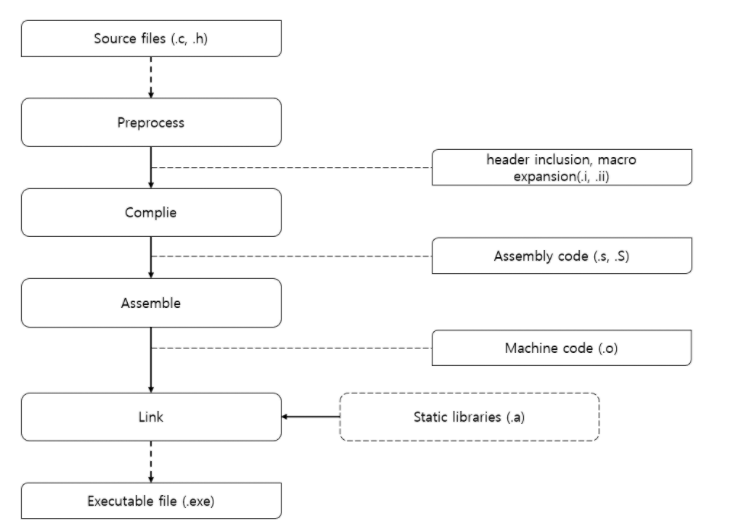 Source files (.c, .h)
Preprocess
header inclusion, macro
expansion(.i, .ii)
Complie
Assembly code (.s, .S)
Assemble
Machine code (.o)
Link
Static libraries (.a)
Executable file (.exe)